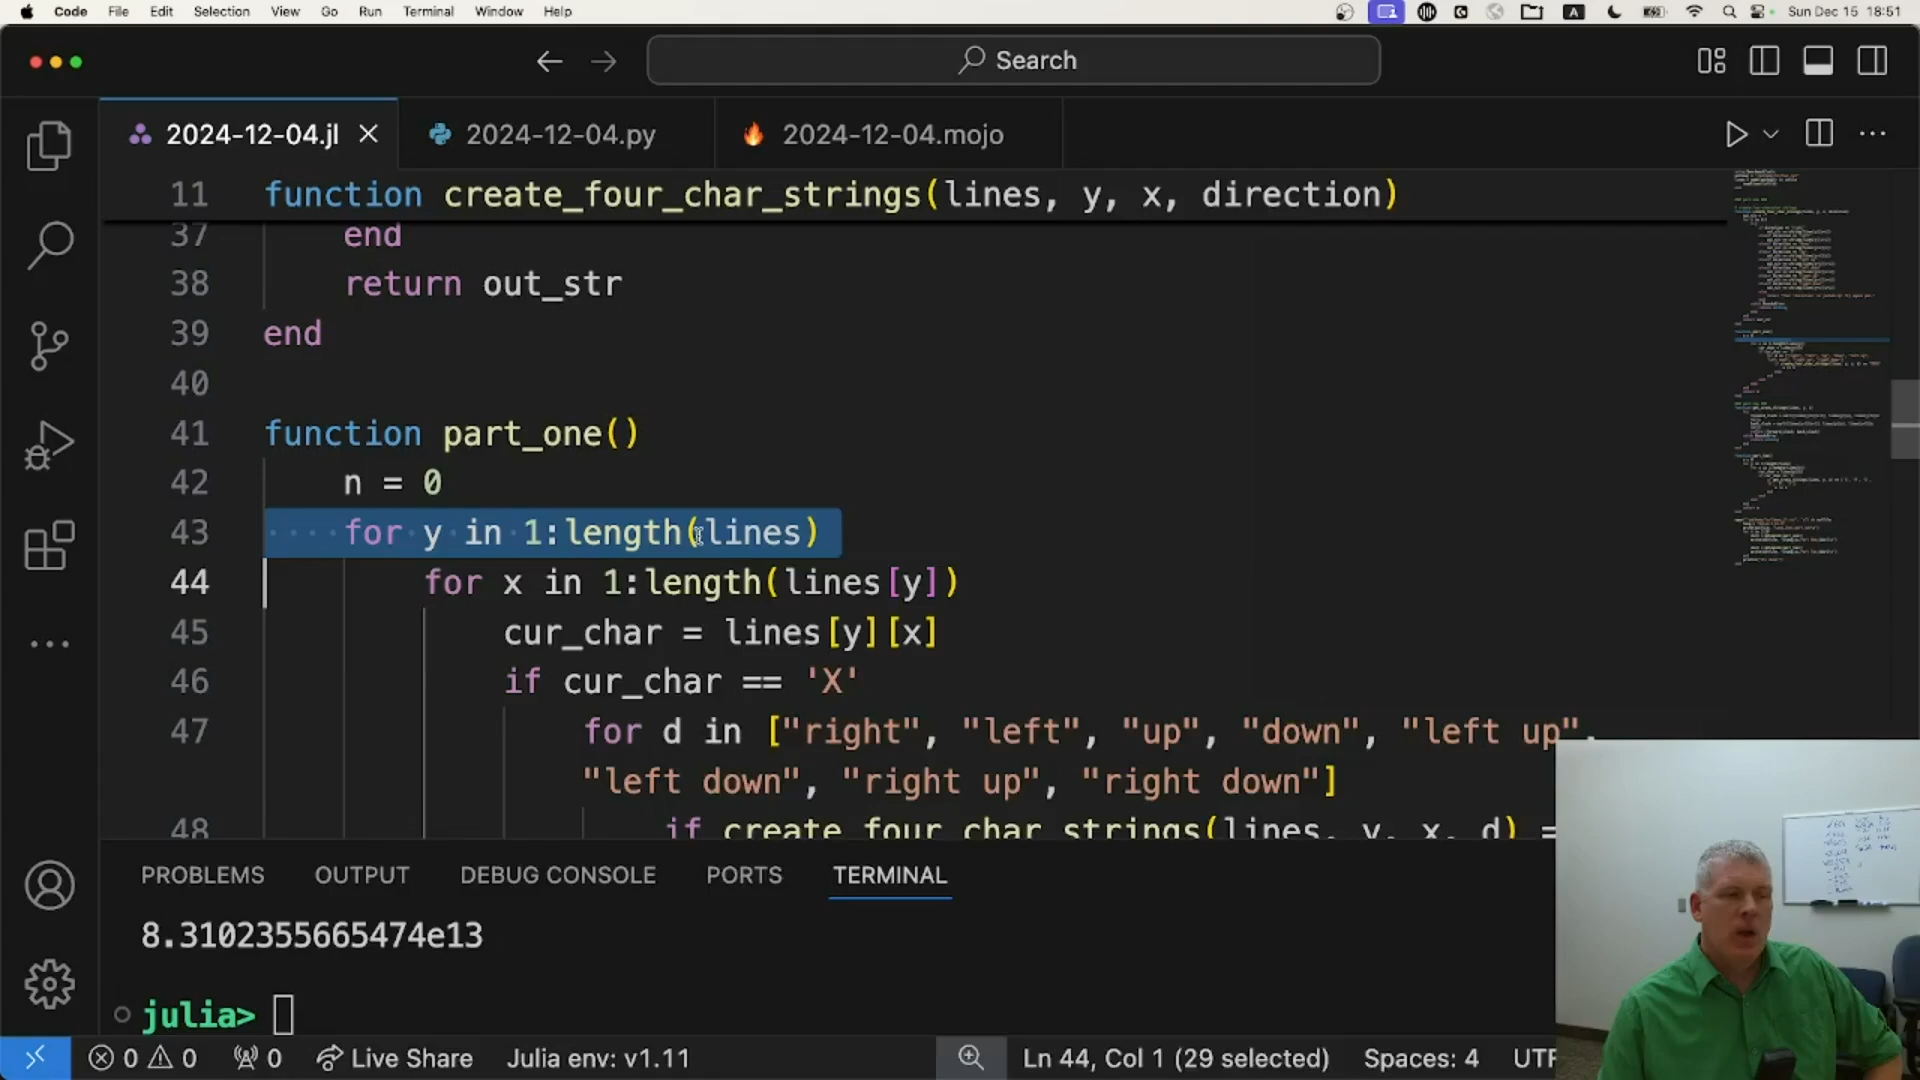 Code File Edit Selection View Go Run Terminal Window Help
Sun Dec 15 18:51
Search
2024-12-04.jl
2024-12-04.py
2024-12-04.mojo
11 function create_four_char_strings(lines, y, x, direction)
37 end
38 return out_str
39 end
40
41 function part_one()
42 n = 0
43 for y in 1:length(lines)
44 for x in 1:length(lines[y])
45 cur_char = lines[y][x]
46 if cur_char == 'X'
47 for d in ["right", "left", "up", "down", "left up",
"left down", "right up", "right down"]
48 if create_four_char_strings(lines, y, x, d) =
PROBLEMS OUTPUT DEBUG CONSOLE PORTS TERMINAL
8.3102355665474e13
julia>
0 0 0 Live Share Julia env: v1.11 Ln 44, Col 1 (29 selected) Spaces: 4 UTF